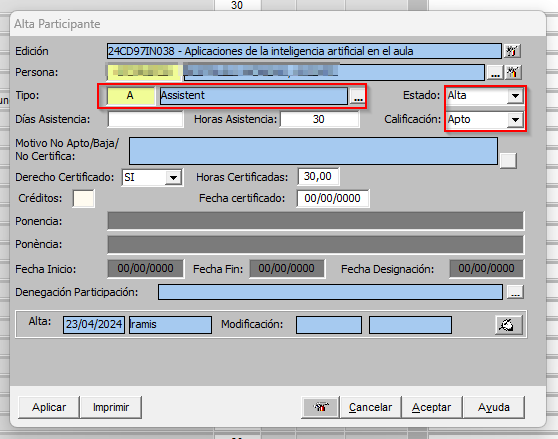 30
Alta Participante
Edición 24CD97IN038 - Aplicaciones de la inteligencia artificial en el aula
Persona: ...
Tipo: A Assistent ... Estado: Alta
Días Asistencia: Horas Asistencia: 30 Calificación: Apto
Motivo No Apto/Baja/
No Certifica:
Derecho Certificado: SI Horas Certificadas: 30,00
Créditos: Fecha certificado: 00/00/0000
Ponencia:
Ponència:
Fecha Inicio: 00/00/0000 Fecha Fin: 00/00/0000 Fecha Designación: 00/00/0000
Denegación Participación: ...
Alta: 23/04/2024 lramis Modificación:
Aplicar Imprimir Cancelar Aceptar Ayuda